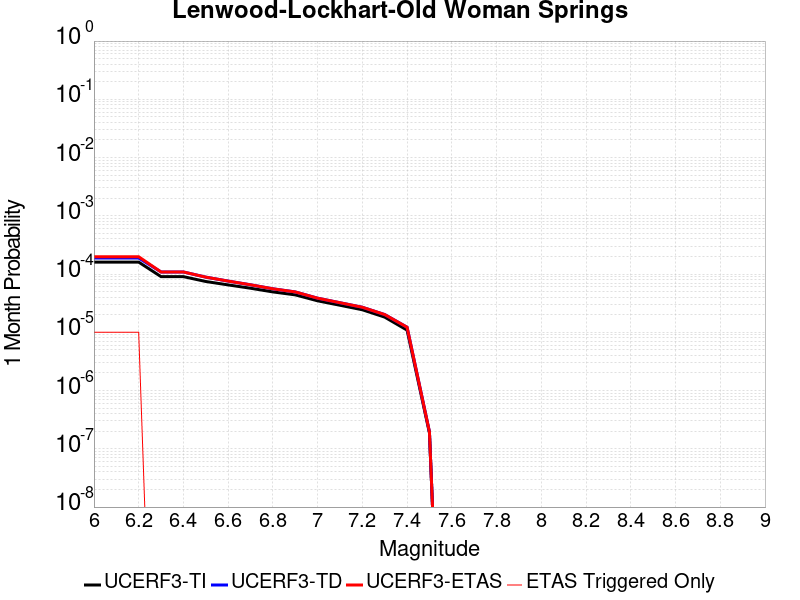 Lenwood-Lockhart-Old Woman Springs
10^0
10^-1
10^-2
10^-3
10^-4
10^-5
10^-6
10^-7
10^-8
1 Month Probability
6 6.2 6.4 6.6 6.8 7 7.2 7.4 7.6 7.8 8 8.2 8.4 8.6 8.8 9
Magnitude
UCERF3-TI UCERF3-TD UCERF3-ETAS ETAS Triggered Only